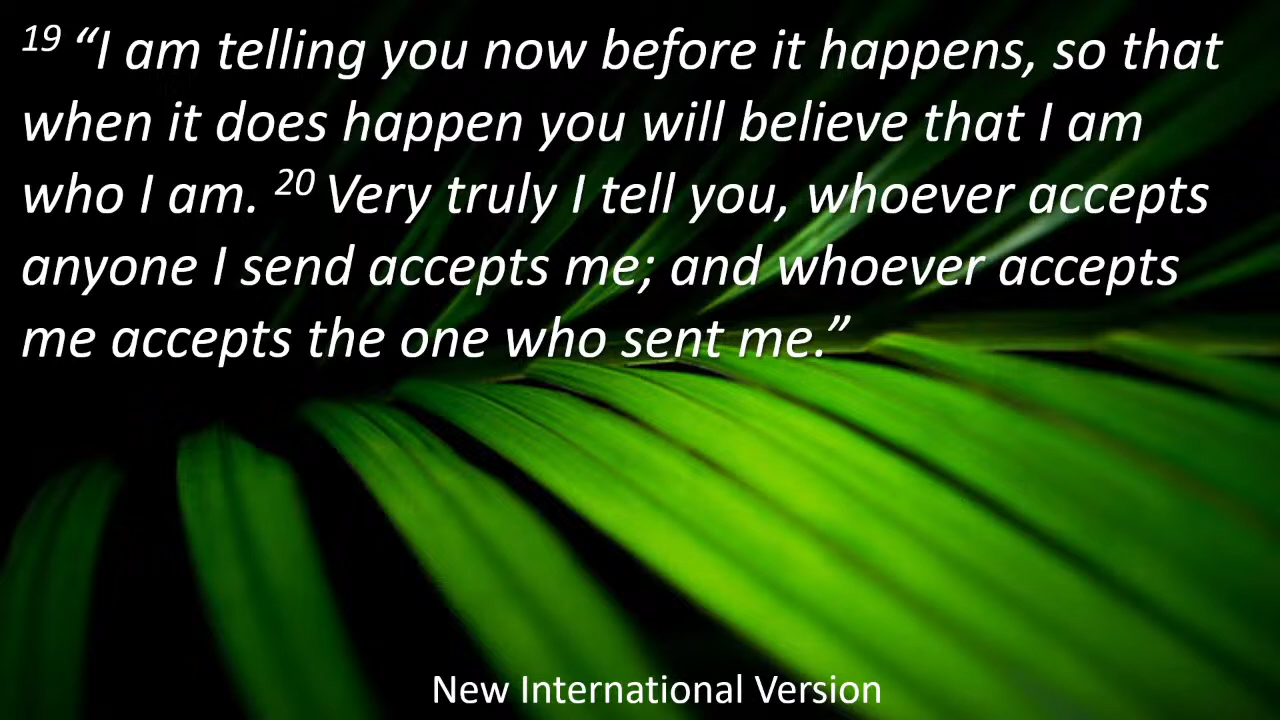 19 “I am telling you now before it happens, so that
when it does happen you will believe that I am
who I am. 20 Very truly I tell you, whoever accepts
anyone I send accepts me; and whoever accepts
me accepts the one who sent me.”
New International Version